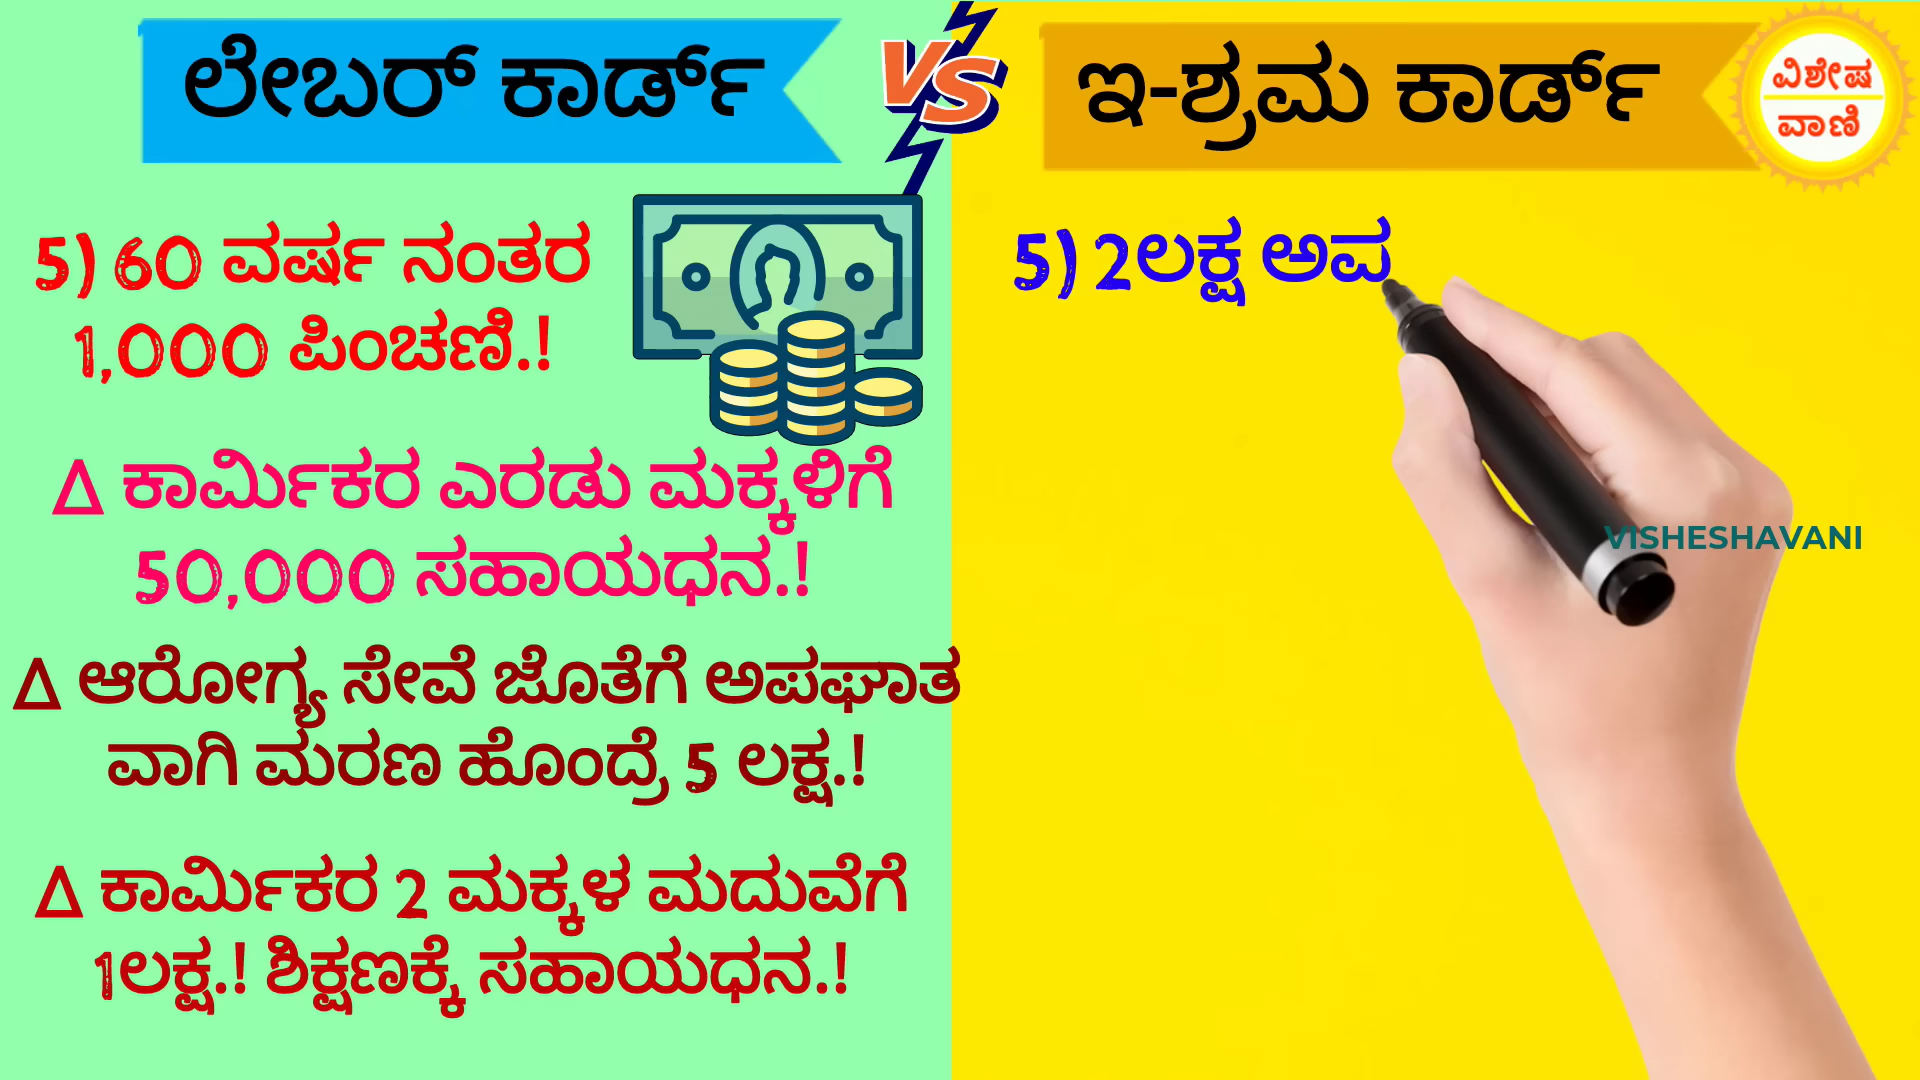 ಲೇಬರ್ ಕಾರ್ಡ್
VS
ಇ-ಶ್ರಮ ಕಾರ್ಡ್
ವಿಶೇಷ
ವಾಣಿ
5) 60 ವರ್ಷ ನಂತರ
1,000 ಪಿಂಚಣಿ.!
Δ ಕಾರ್ಮಿಕರ ಎರಡು ಮಕ್ಕಳಿಗೆ
50,000 ಸಹಾಯಧನ.!
Δ ಆರೋಗ್ಯ ಸೇವೆ ಜೊತೆಗೆ ಅಪಘಾತ
ವಾಗಿ ಮರಣ ಹೊಂದ್ರೆ 5 ಲಕ್ಷ.!
Δ ಕಾರ್ಮಿಕರ 2 ಮಕ್ಕಳ ಮದುವೆಗೆ
1ಲಕ್ಷ.! ಶಿಕ್ಷಣಕ್ಕೆ ಸಹಾಯಧನ.!
5) 2ಲಕ್ಷ ಅಪ
VISHESHAVANI